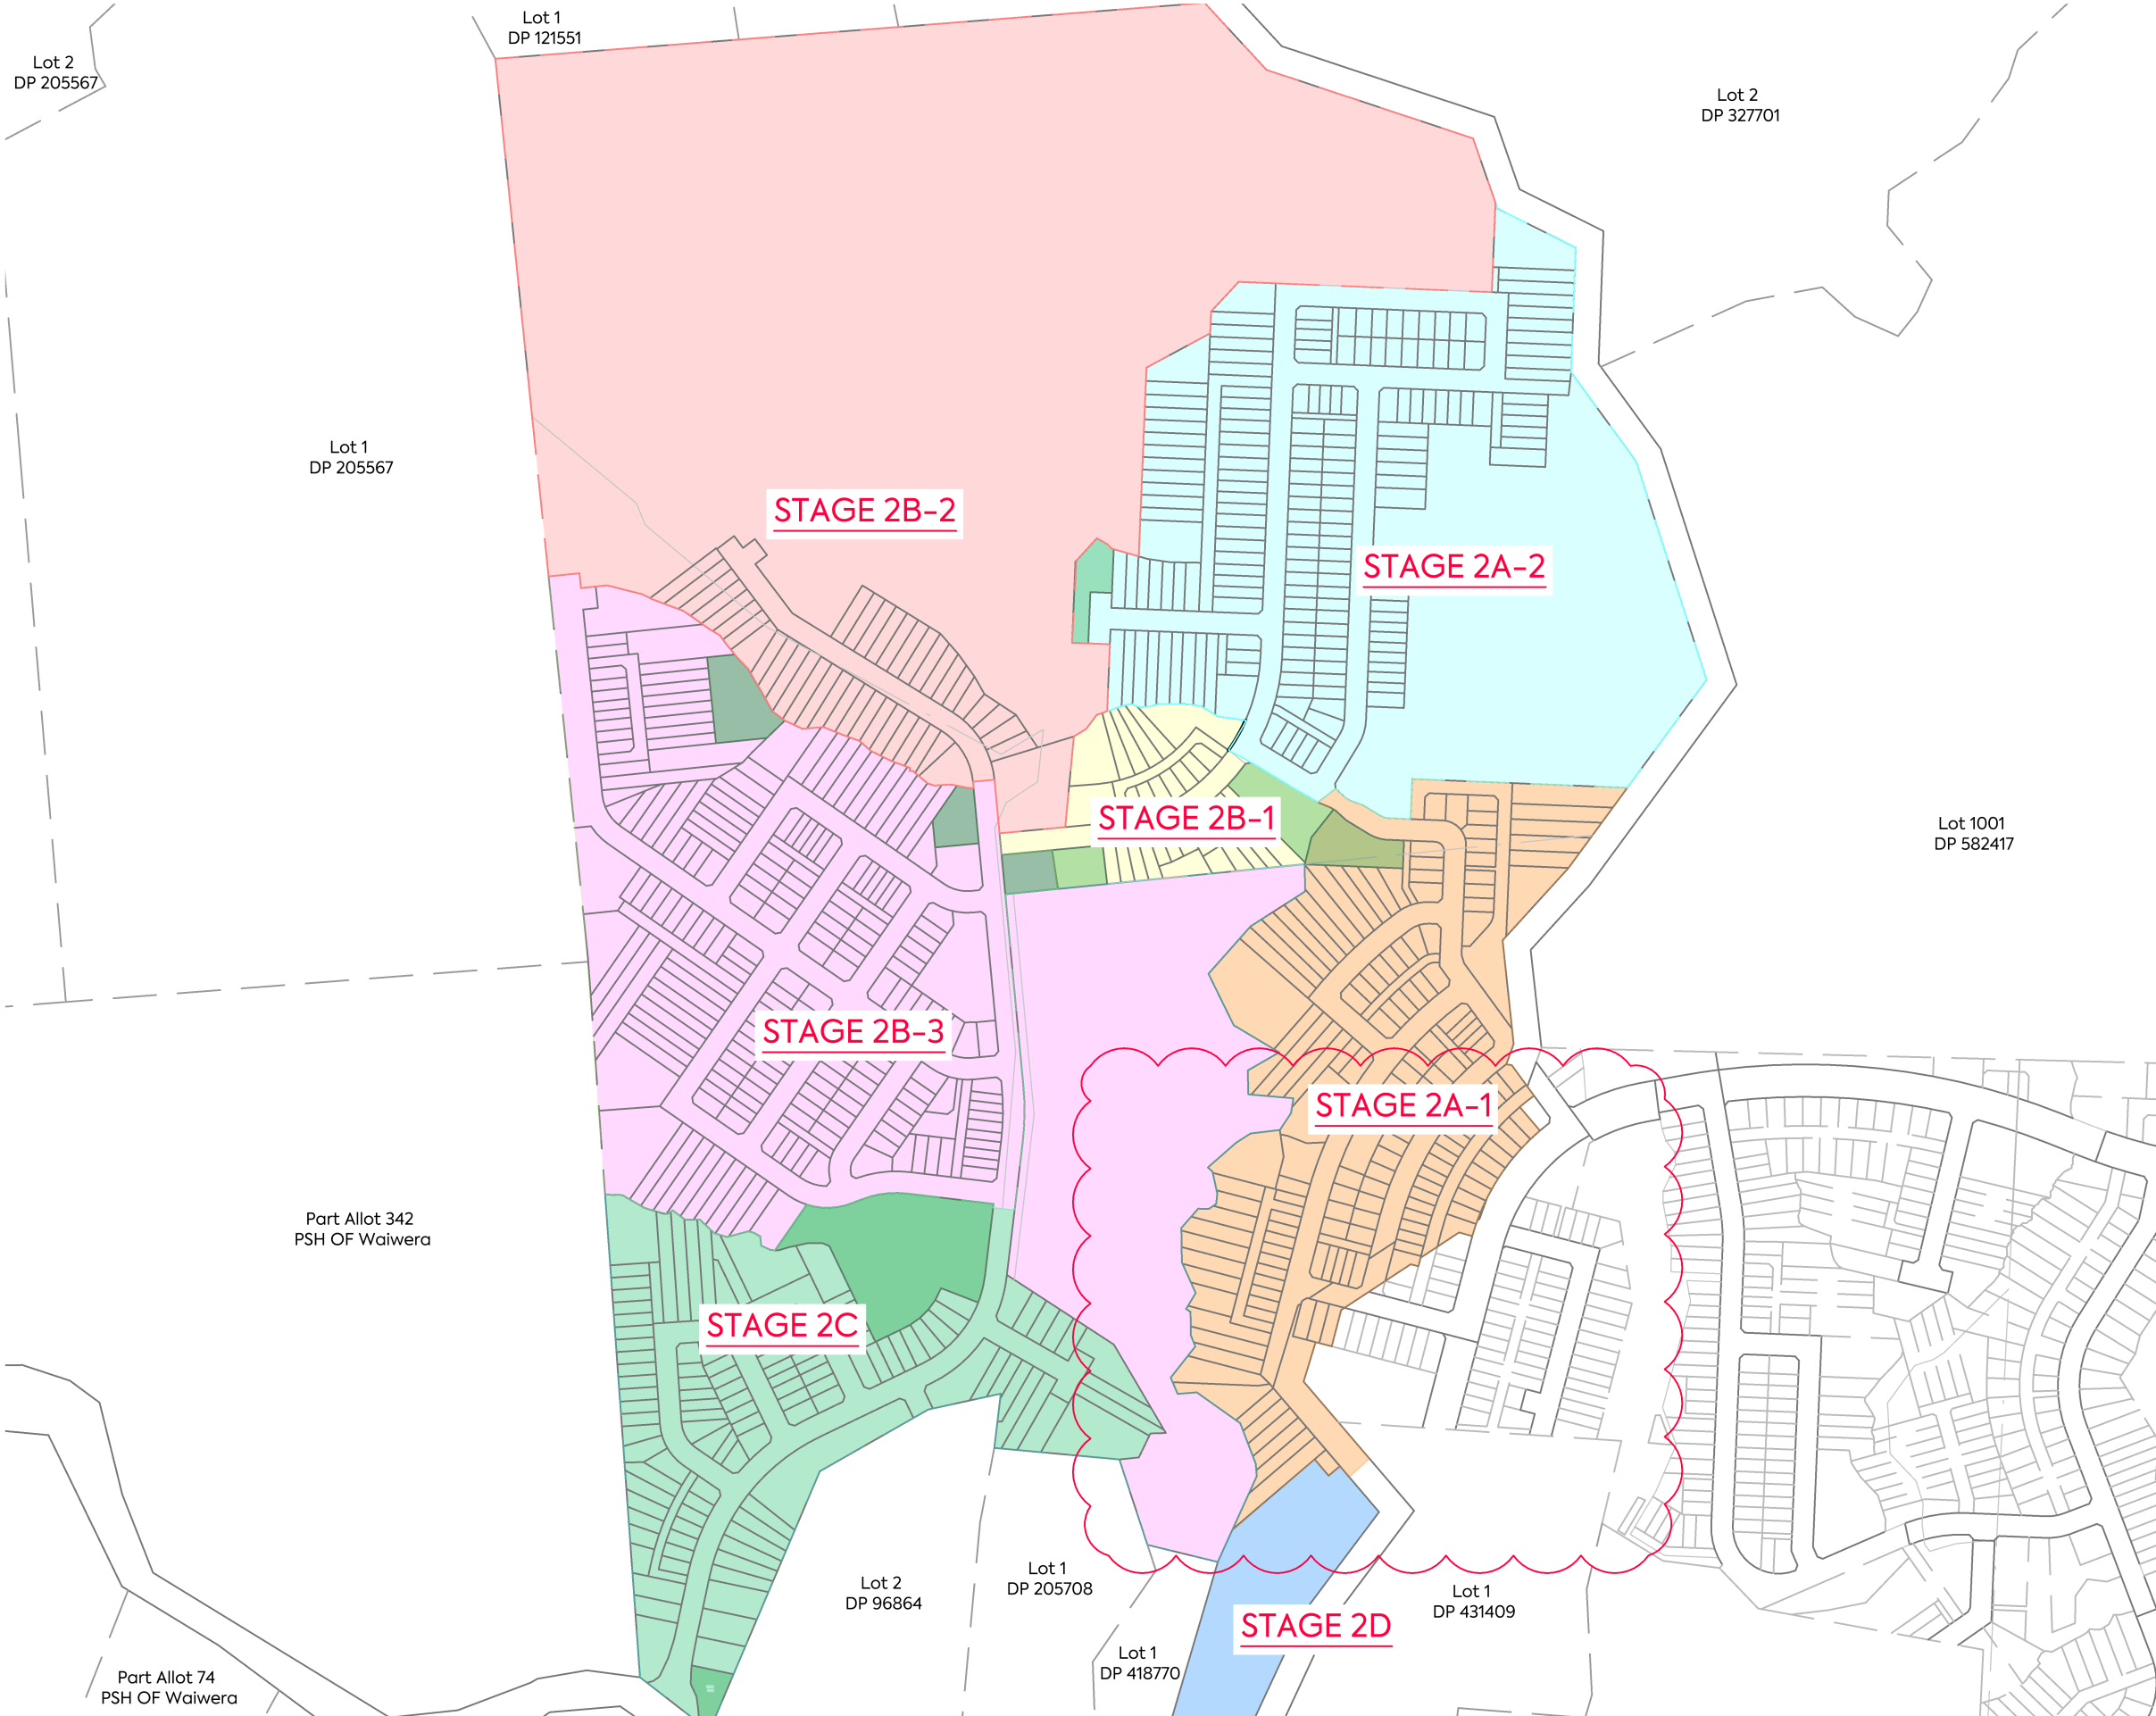 Lot 1
DP 121551
Lot 2
DP 205567
Lot 2
DP 327701
Lot 1
DP 205567
STAGE 2B-2
STAGE 2A-2
STAGE 2B-1
Lot 1001
DP 582417
STAGE 2B-3
STAGE 2A-1
Part Allot 342
PSH OF Waiwera
STAGE 2C
Lot 1
DP 205708
Lot 2
DP 96864
Lot 1
DP 431409
STAGE 2D
Lot 1
DP 418770
Part Allot 74
PSH OF Waiwera